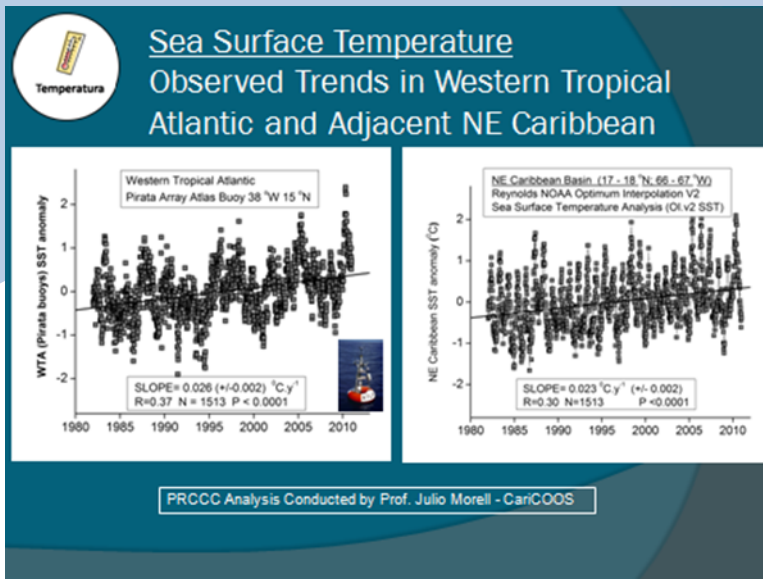 Temperatura
Sea Surface Temperature
Observed Trends in Western Tropical
Atlantic and Adjacent NE Caribbean
Western Tropical Atlantic
Pirata Array Atlas Buoy 38 °W 15 °N
WTA (Pirata buoys) SST anomaly
2
1
0
-1
-2
SLOPE= 0.026 (+/-0.002) °C.y⁻¹
R=0.37 N = 1513 P < 0.0001
1980 1985 1990 1995 2000 2005 2010
NE Caribbean Basin (17 - 18 °N; 66 - 67 °W)
Reynolds NOAA Optimum Interpolation V2
Sea Surface Temperature Analysis (OI.v2 SST)
NE Caribbean SST anomaly (°C)
2
1
0
-1
-2
SLOPE= 0.023 °C.y⁻¹ (+/- 0.002)
R=0.30 N=1513 P <0.0001
1980 1985 1990 1995 2000 2005 2010
PRCCC Analysis Conducted by Prof. Julio Morell - CariCOOS